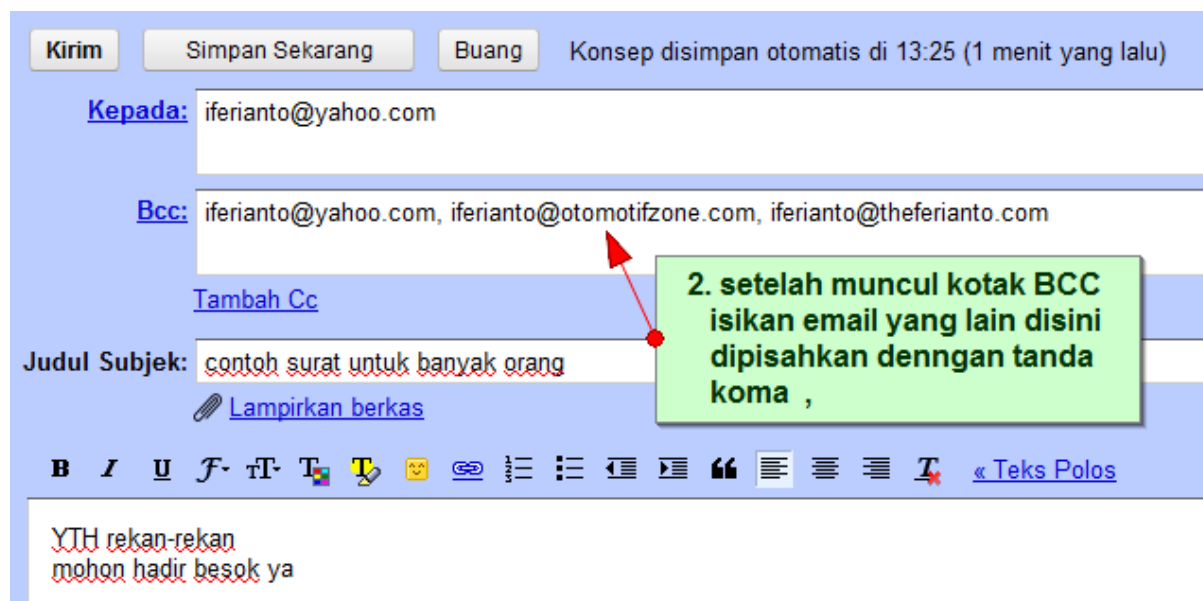 Kirim Simpan Sekarang Buang Konsep disimpan otomatis di 13:25 (1 menit yang lalu)
Kepada: iferianto@yahoo.com
Bcc: iferianto@yahoo.com, iferianto@otomotifzone.com, iferianto@theferianto.com
Tambah Cc
2. setelah muncul kotak BCC
isikan email yang lain disini
dipisahkan denngan tanda
koma ,
Judul Subjek: contoh surat untuk banyak orang
Lampirkan berkas
B I U F T T T T « Teks Polos
YTH rekan-rekan
mohon hadir besok ya